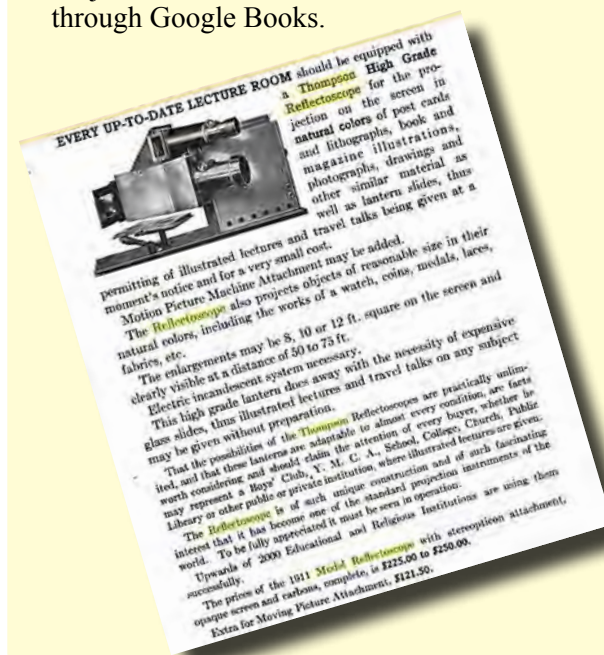 through Google Books.
EVERY UP-TO-DATE LECTURE ROOM should be equipped with
a Thompson High Grade
Reflectoscope for the pro-
jection on the screen in
natural colors of post cards
and lithographs, book and
magazine illustrations,
photographs, drawings and
other similar material as
well as lantern slides, thus
permitting of illustrated lectures and travel talks being given at a
moment's notice and for a very small cost.
Motion Picture Machine Attachment may be added.
The Reflectoscope also projects objects of reasonable size in their
natural colors, including the works of a watch, coins, medals, laces,
fabrics, etc.
The enlargements may be 8, 10 or 12 ft. square on the screen and
clearly visible at a distance of 50 to 75 ft.
Electric incandescent system necessary.
This high grade lantern does away with the necessity of expensive
glass slides, thus illustrated lectures and travel talks on any subject
may be given without preparation.
That the possibilities of the Thompson Reflectoscopes are practically unlim-
ited, and that these lanterns are adaptable to almost every condition, are facts
worth considering and should claim the attention of every buyer, whether he
may represent a Boys' Club, Y. M. C. A., School, College, Church, Public
Library or other public or private institution, where illustrated lectures are given.
The Reflectoscope is of such unique construction and of such fascinating
interest that it has become one of the standard projection instruments of the
world. To be fully appreciated it must be seen in operation.
Upwards of 2000 Educational and Religious Institutions are using them
successfully.
The prices of the 1911 Model Reflectoscope with stereopticon attachment,
opaque screen and carbons, complete, is $225.00 to $250.00.
Extra for Moving Picture Attachment, $121.50.